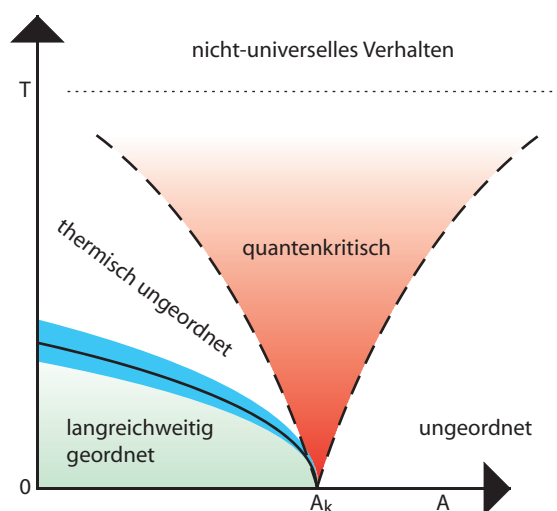 nicht-universelles Verhalten
T
thermisch ungeordnet
quantenkritisch
langreichweitig
geordnet
ungeordnet
0
Ak
A